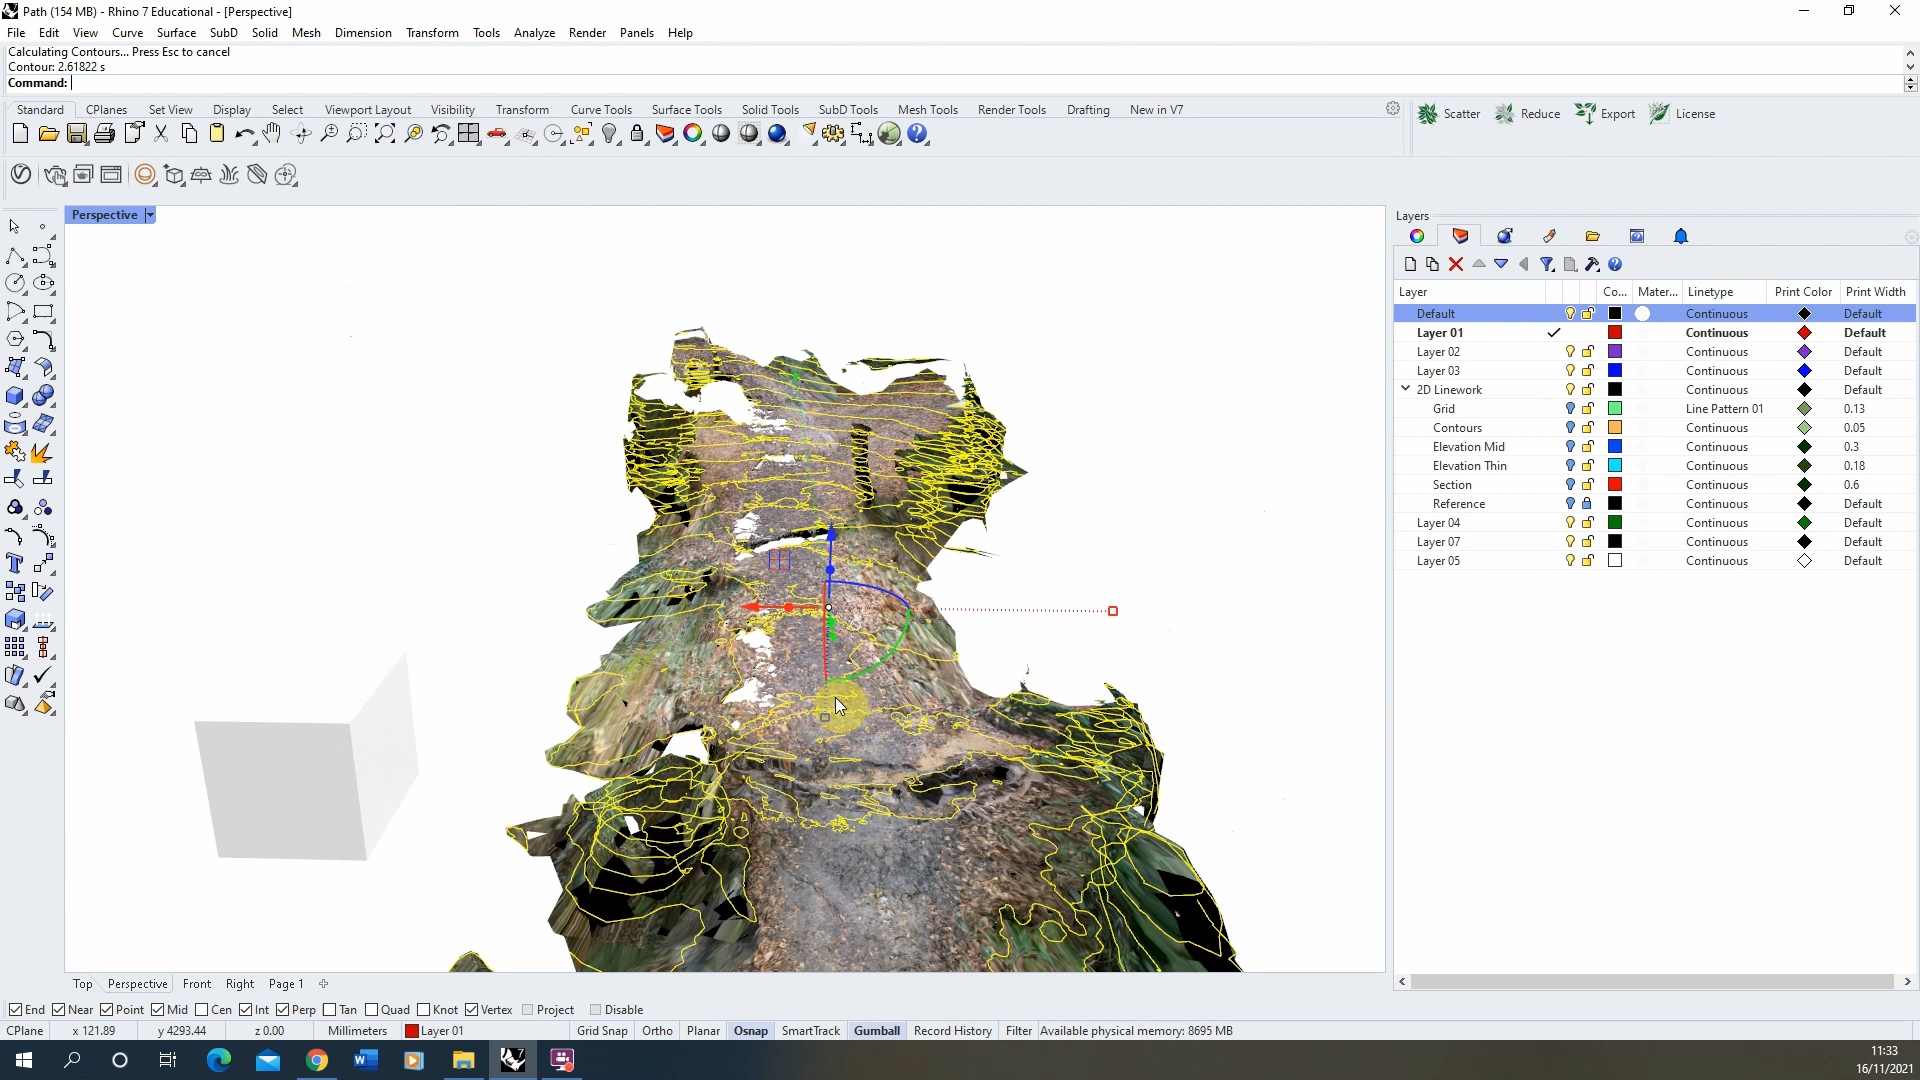 Path (154 MB) - Rhino 7 Educational - [Perspective]
File Edit View Curve Surface SubD Solid Mesh Dimension Transform Tools Analyze Render Panels Help
Calculating Contours... Press Esc to cancel
Contour: 2.61822 s
Command:
Standard CPlanes Set View Display Select Viewport Layout Visibility Transform Curve Tools Surface Tools Solid Tools SubD Tools Mesh Tools Render Tools Drafting New in V7
Scatter Reduce Export License
Perspective
Layers
Layer Co... Mater... Linetype Print Color Print Width
Default Continuous Default
Layer 01 Continuous Default
Layer 02 Continuous Default
Layer 03 Continuous Default
2D Linework Continuous Default
Grid Line Pattern 01 0.13
Contours Continuous 0.05
Elevation Mid Continuous 0.3
Elevation Thin Continuous 0.18
Section Continuous 0.6
Reference Continuous Default
Layer 04 Continuous Default
Layer 07 Continuous Default
Layer 05 Continuous Default
Top Perspective Front Right Page 1
End Near Point Mid Cen Int Perp Tan Quad Knot Vertex Project Disable
CPlane x 121.89 y 4293.44 z 0.00 Millimeters Layer 01 Grid Snap Ortho Planar Osnap SmartTrack Gumball Record History Filter Available physical memory: 8695 MB
11:33
16/11/2021